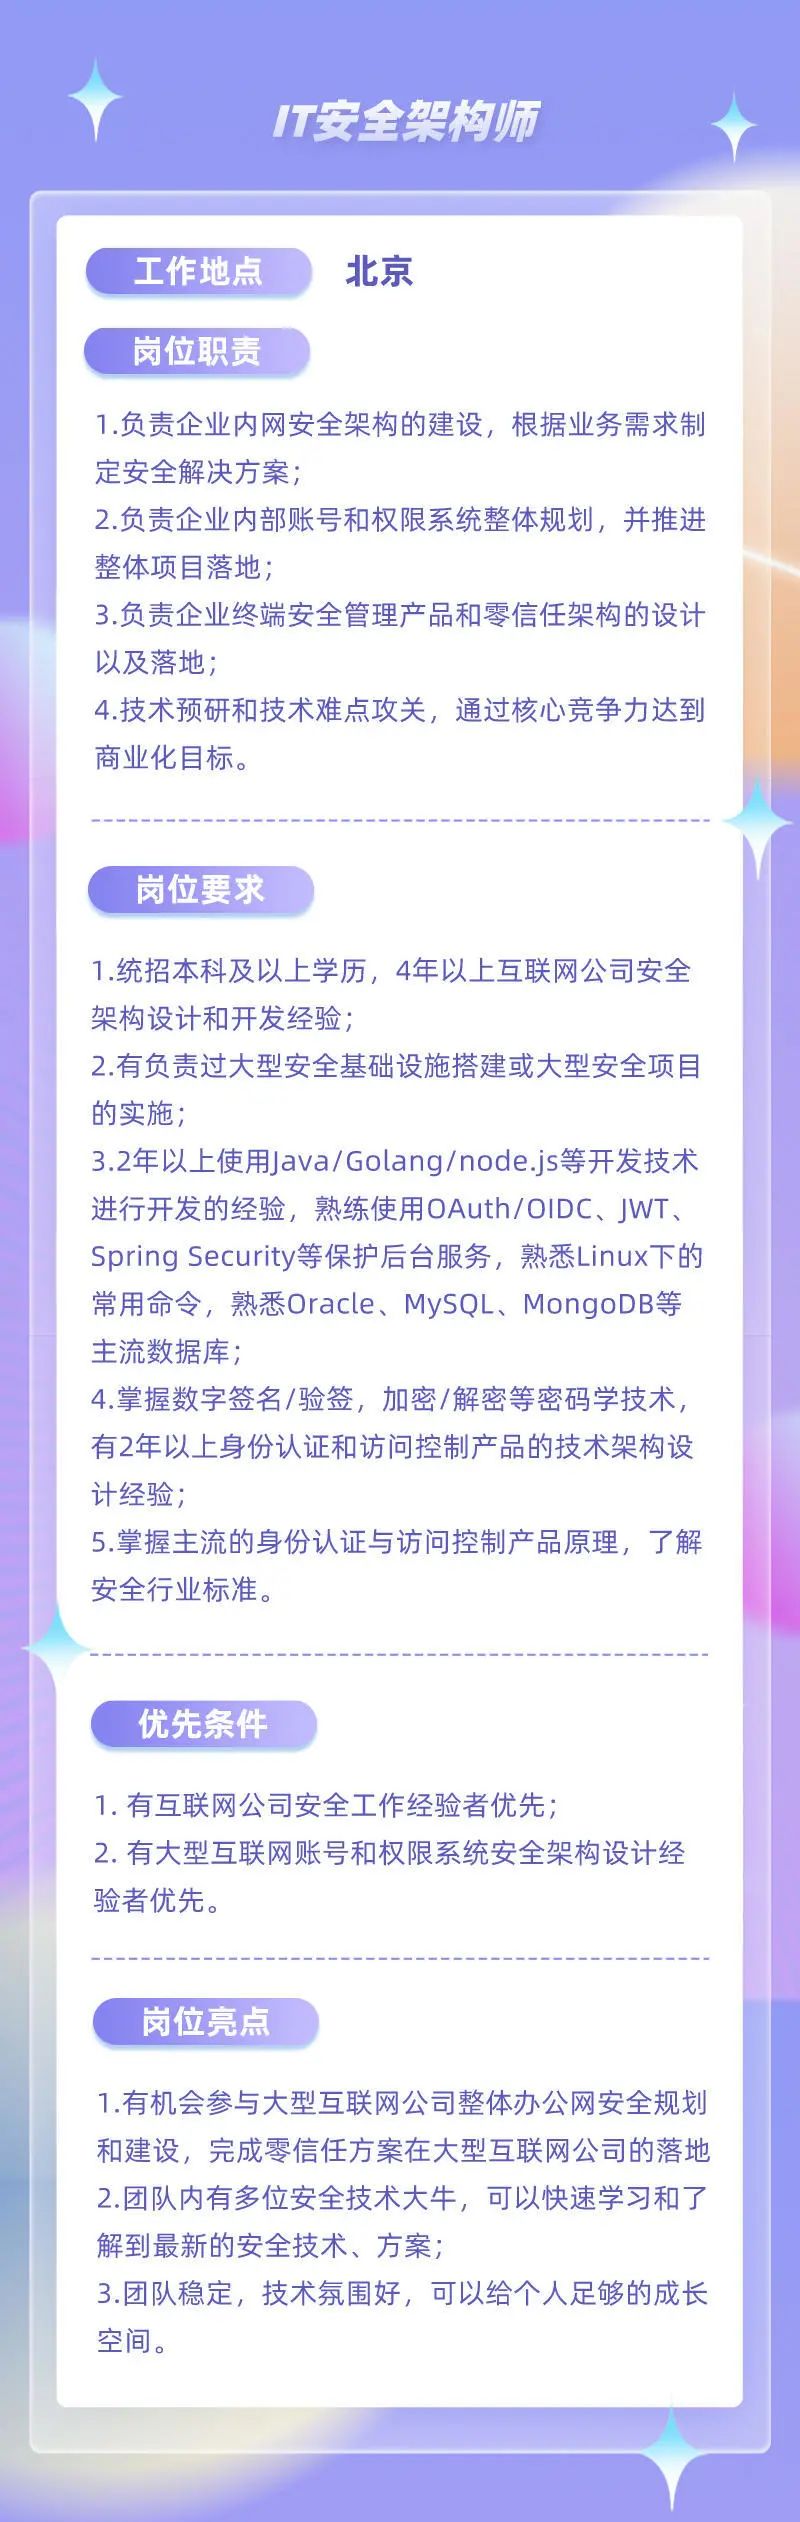 IT安全架构师
工作地点 北京
岗位职责
1.负责企业内网安全架构的建设，根据业务需求制
定安全解决方案；
2.负责企业内部账号和权限系统整体规划，并推进
整体项目落地；
3.负责企业终端安全管理产品和零信任架构的设计
以及落地；
4.技术预研和技术难点攻关，通过核心竞争力达到
商业化目标。
岗位要求
1.统招本科及以上学历，4年以上互联网公司安全
架构设计和开发经验；
2.有负责过大型安全基础设施搭建或大型安全项目
的实施；
3.2年以上使用Java/Golang/node.js等开发技术
进行开发的经验，熟练使用OAuth/OIDC、JWT、
Spring Security等保护后台服务，熟悉Linux下的
常用命令，熟悉Oracle、MySQL、MongoDB等
主流数据库；
4.掌握数字签名/验签，加密/解密等密码学技术，
有2年以上身份认证和访问控制产品的技术架构设
计经验；
5.掌握主流的身份认证与访问控制产品原理，了解
安全行业标准。
优先条件
1. 有互联网公司安全工作经验者优先；
2. 有大型互联网账号和权限系统安全架构设计经
验者优先。
岗位亮点
1.有机会参与大型互联网公司整体办公网安全规划
和建设，完成零信任方案在大型互联网公司的落地
2.团队内有多位安全技术大牛，可以快速学习和了
解到最新的安全技术、方案；
3.团队稳定，技术氛围好，可以给个人足够的成长
空间。